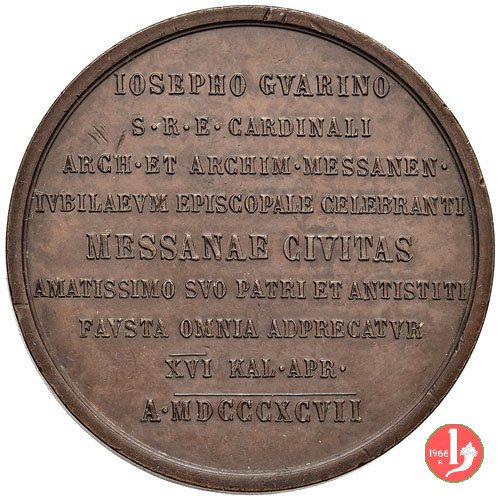 IOSEPHO GVARINO
S·R·E·CARDINALI
ARCH·ET ARCHIM·MESSANEN·
IVBILAEVM EPISCOPALE CELEBRANTI
MESSANAE CIVITAS
AMATISSIMO SVO PATRI ET ANTISTITI
FAVSTA OMNIA ADPRECATVR
XVI KAL·APR·
A·MDCCCXCVII
1966
R